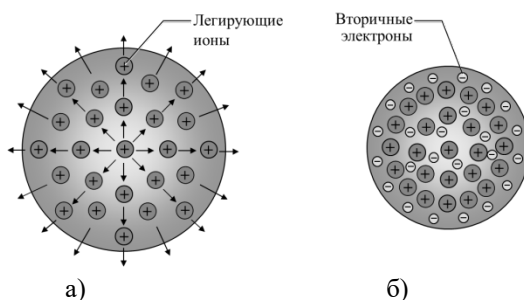 Легирующие
ионы
Вторичные
электроны
а)
б)